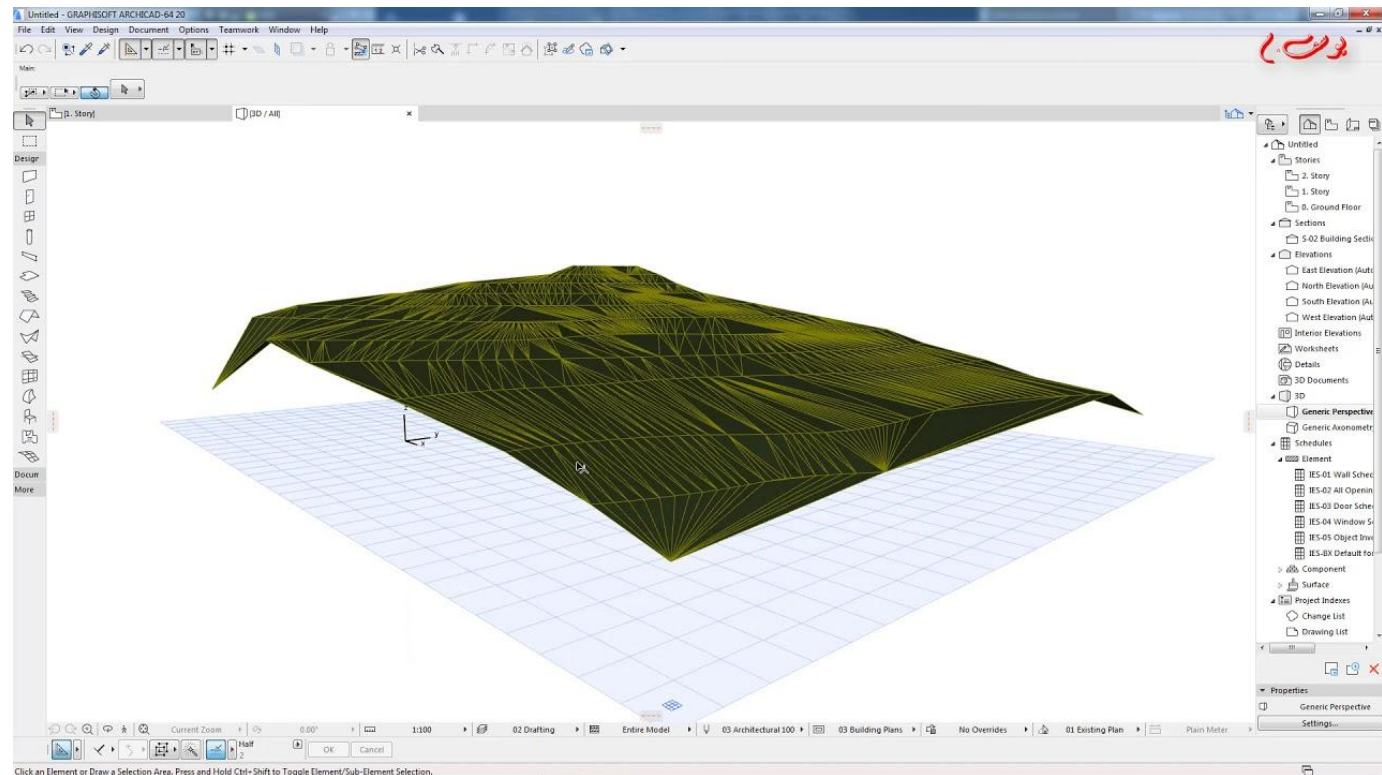 Untitled - GRAPHISOFT ARCHICAD-64 20
File Edit View Design Document Options Teamwork Window Help
Main:
[1. Story]
[3D / All]
Untitled
Stories
2. Story
1. Story
0. Ground Floor
Sections
S-02 Building Sectio
Elevations
East Elevation (Auto
North Elevation (Au
South Elevation (Au
West Elevation (Aut
Interior Elevations
Worksheets
Details
3D Documents
3D
Generic Perspective
Generic Axonometr
Schedules
Element
IES-01 Wall Sched
IES-02 All Openin
IES-03 Door Sche
IES-04 Window S
IES-05 Object Inve
IES-BX Default for
Component
Surface
Project Indexes
Change List
Drawing List
Properties
Generic Perspective
Settings...
Design
Docum
More
z
y
x
Current Zoom 0.00° 1:100 02 Drafting Entire Model 03 Architectural 100 03 Building Plans No Overrides 01 Existing Plan Plain Meter
Half
2
OK Cancel
Click an Element or Draw a Selection Area. Press and Hold Ctrl+Shift to Toggle Element/Sub-Element Selection.